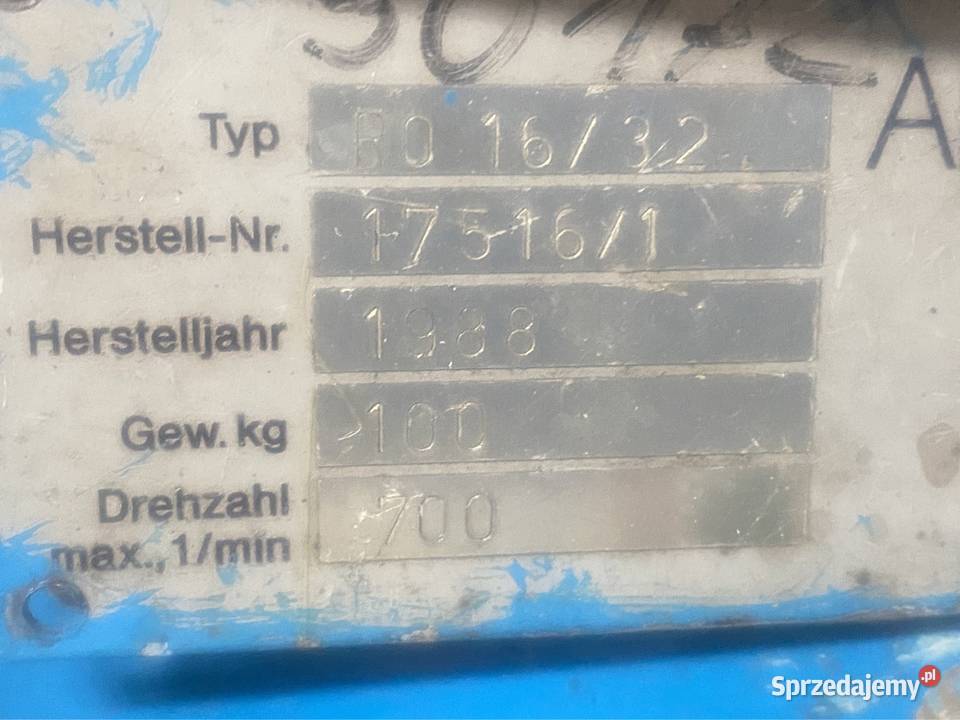 A
Typ RO 16/32
Herstell-Nr. 17516/1
Herstelljahr 1988
Gew. kg 100
Drehzahl
max., 1/min 700
Sprzedajemy.pl